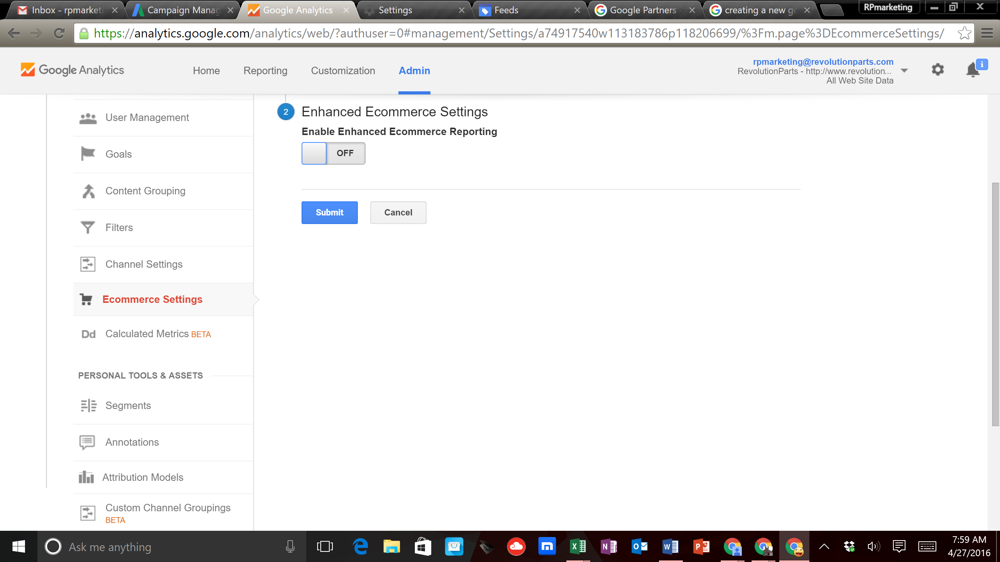 Inbox - rpmarketi
Campaign Manag
Google Analytics
Settings
Feeds
Google Partners -
creating a new go
RPmarketing
https://analytics.google.com/analytics/web/?authuser=0#management/Settings/a74917540w113183786p118206699/%3Fm.page%3DEcommerceSettings/
Google Analytics
Home
Reporting
Customization
Admin
rpmarketing@revolutionparts.com
RevolutionParts - http://www.revolution...
All Web Site Data
i
User Management
Goals
Content Grouping
Filters
Channel Settings
Ecommerce Settings
Dd Calculated Metrics BETA
PERSONAL TOOLS & ASSETS
Segments
Annotations
Attribution Models
Custom Channel Groupings
BETA
2 Enhanced Ecommerce Settings
Enable Enhanced Ecommerce Reporting
OFF
Submit
Cancel
Ask me anything
7:59 AM
4/27/2016